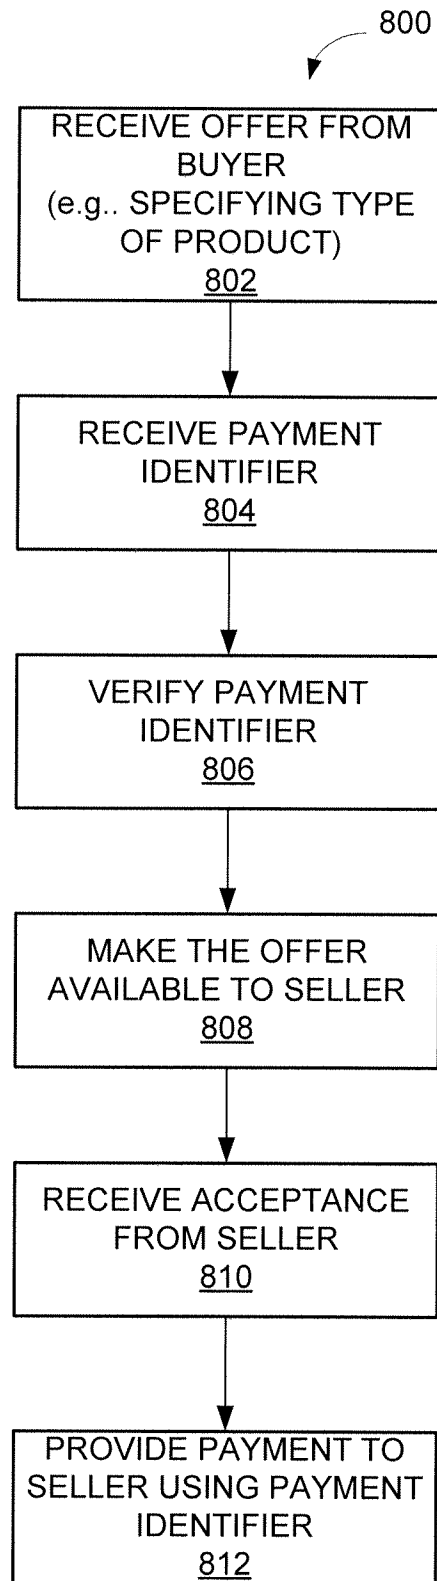 800
RECEIVE OFFER FROM
BUYER
(e.g.. SPECIFYING TYPE
OF PRODUCT)
802
RECEIVE PAYMENT
IDENTIFIER
804
VERIFY PAYMENT
IDENTIFIER
806
MAKE THE OFFER
AVAILABLE TO SELLER
808
RECEIVE ACCEPTANCE
FROM SELLER
810
PROVIDE PAYMENT TO
SELLER USING PAYMENT
IDENTIFIER
812